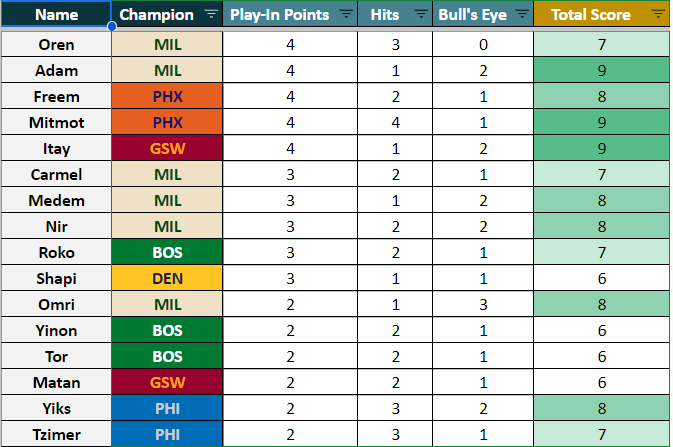 Name Champion Play-In Points Hits Bull's Eye Total Score
Oren MIL 4 3 0 7
Adam MIL 4 1 2 9
Freem PHX 4 2 1 8
Mitmot PHX 4 4 1 9
Itay GSW 4 1 2 9
Carmel MIL 3 2 1 7
Medem MIL 3 1 2 8
Nir MIL 3 2 2 8
Roko BOS 3 2 1 7
Shapi DEN 3 1 1 6
Omri MIL 2 1 3 8
Yinon BOS 2 2 1 6
Tor BOS 2 2 1 6
Matan GSW 2 2 1 6
Yiks PHI 2 3 2 8
Tzimer PHI 2 3 1 7